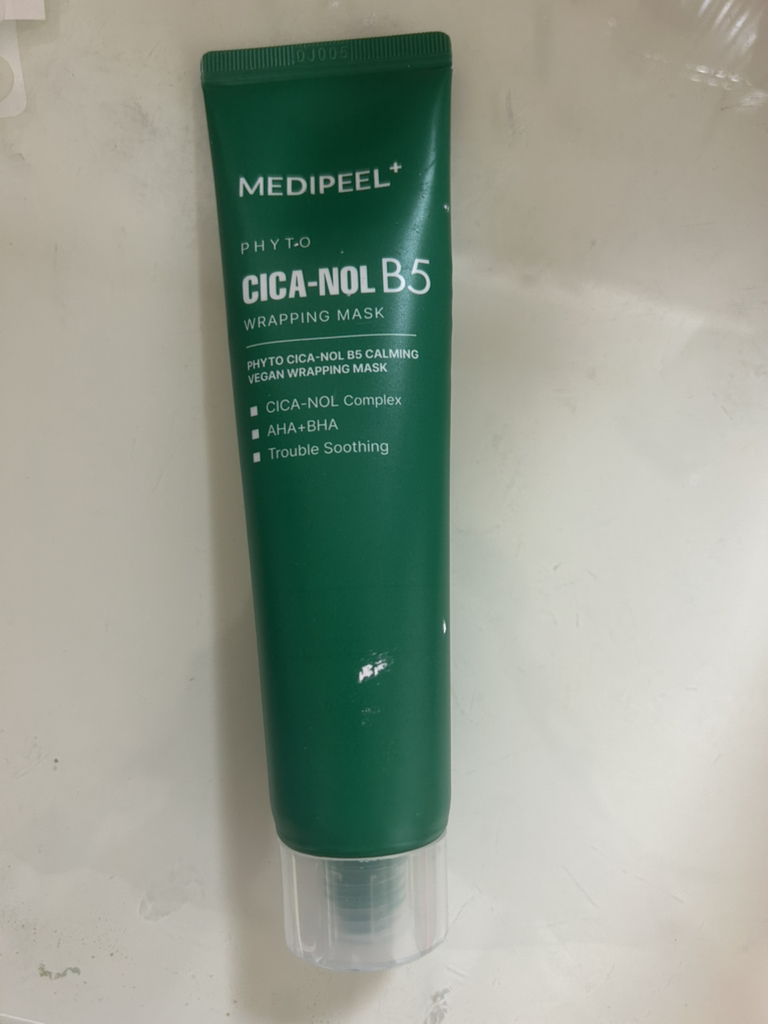 0J005
MEDIPEEL+
PHYTO
CICA-NOL B5
WRAPPING MASK
PHYTO CICA-NOL B5 CALMING
VEGAN WRAPPING MASK
CICA-NOL Complex
AHA+BHA
Trouble Soothing